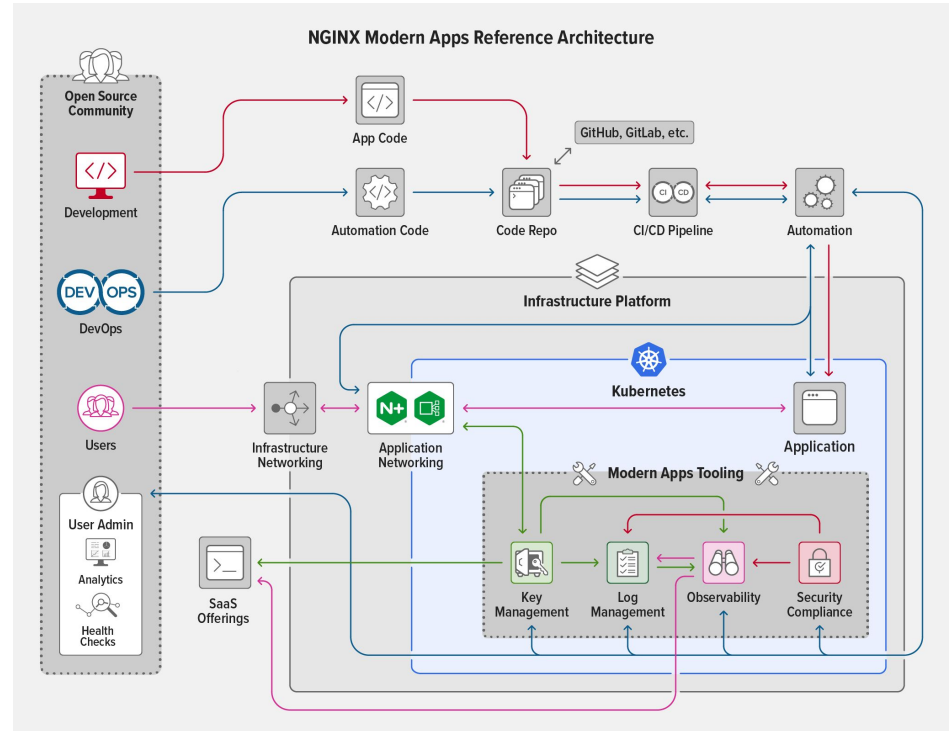 NGINX Modern Apps Reference Architecture
Open Source
Community
</>
Development
DEV OPS
DevOps
Users
User Admin
Analytics
Health
Checks
</>
App Code
</>
Automation Code
GitHub, GitLab, etc.
Code Repo
CI CD
CI/CD Pipeline
Automation
Infrastructure Platform
Kubernetes
Infrastructure
Networking
N+
Application
Networking
Application
Modern Apps Tooling
>_
SaaS
Offerings
Key
Management
Log
Management
Observability
Security
Compliance